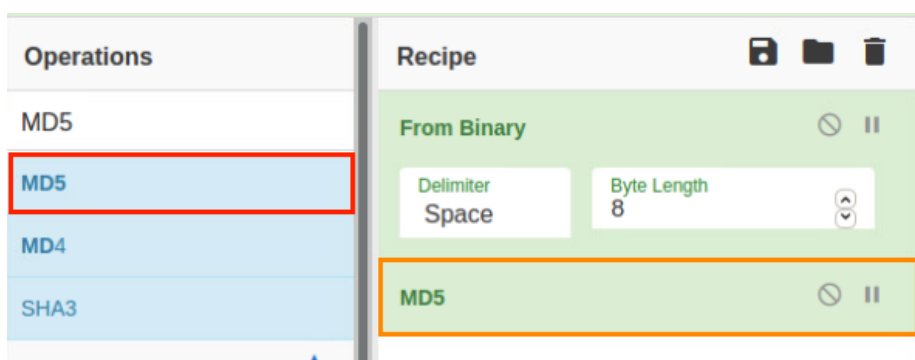 Operations
MD5
MD5
MD4
SHA3
Recipe
From Binary
Delimiter
Space
Byte Length
8
MD5